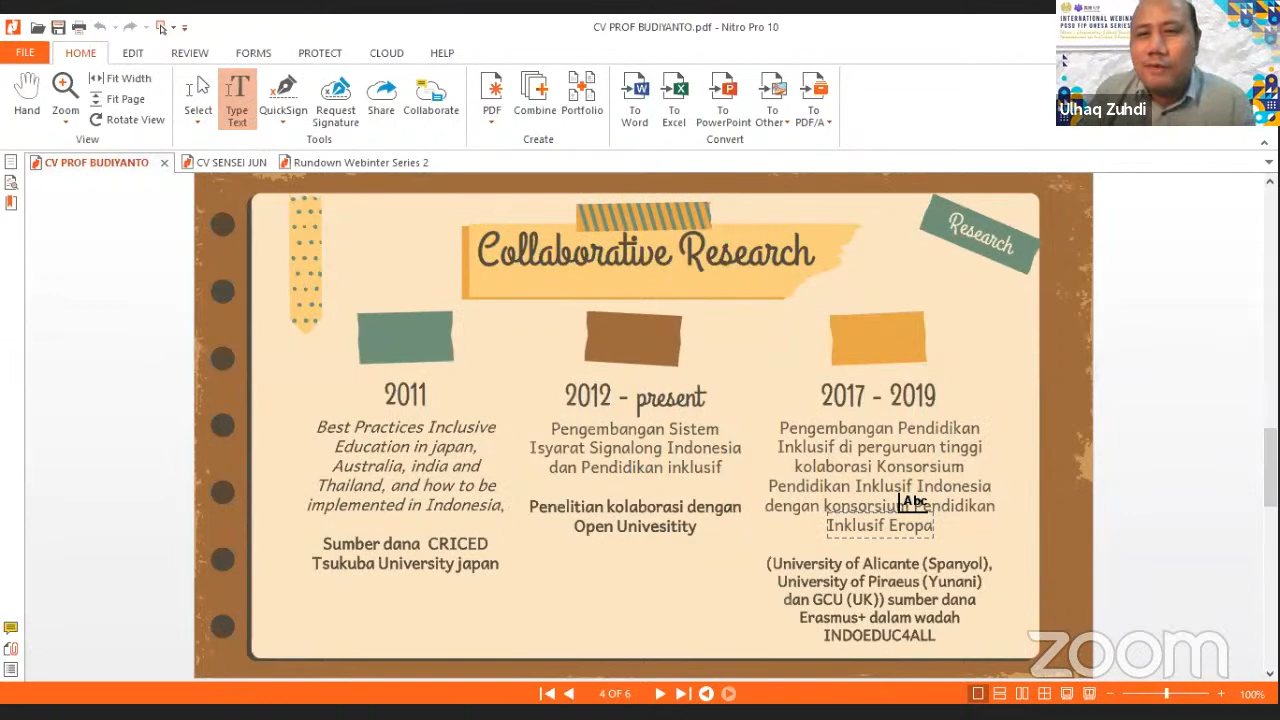 CV PROF BUDIYANTO.pdf - Nitro Pro 10
FILE
HOME
EDIT
REVIEW
FORMS
PROTECT
CLOUD
HELP
Hand
Zoom
Fit Width
Fit Page
Rotate View
View
Select
Type Text
QuickSign
Request Signature
Share
Collaborate
Tools
PDF
Combine
Portfolio
Create
To Word
To Excel
To PowerPoint
To Other
To PDF/A
Convert
INTERNATIONAL WEBINAR
Ulhaq Zuhdi
CV PROF BUDIYANTO
CV SENSEI JUN
Rundown Webinter Series 2
Collaborative Research
Research
2011
Best Practices Inclusive
Education in japan,
Australia, india and
Thailand, and how to be
implemented in Indonesia,
Sumber dana CRICED
Tsukuba University japan
2012 - present
Pengembangan Sistem
Isyarat Signalong Indonesia
dan Pendidikan inklusif
Penelitian kolaborasi dengan
Open Univesitity
2017 - 2019
Pengembangan Pendidikan
Inklusif di perguruan tinggi
kolaborasi Konsorsium
Pendidikan Inklusif Indonesia
dengan konsorsium Pendidikan
Inklusif Eropa
Abc
(University of Alicante (Spanyol),
University of Piraeus (Yunani)
dan GCU (UK)) sumber dana
Erasmus+ dalam wadah
INDOEDUC4ALL
zoom
4 OF 6
100%